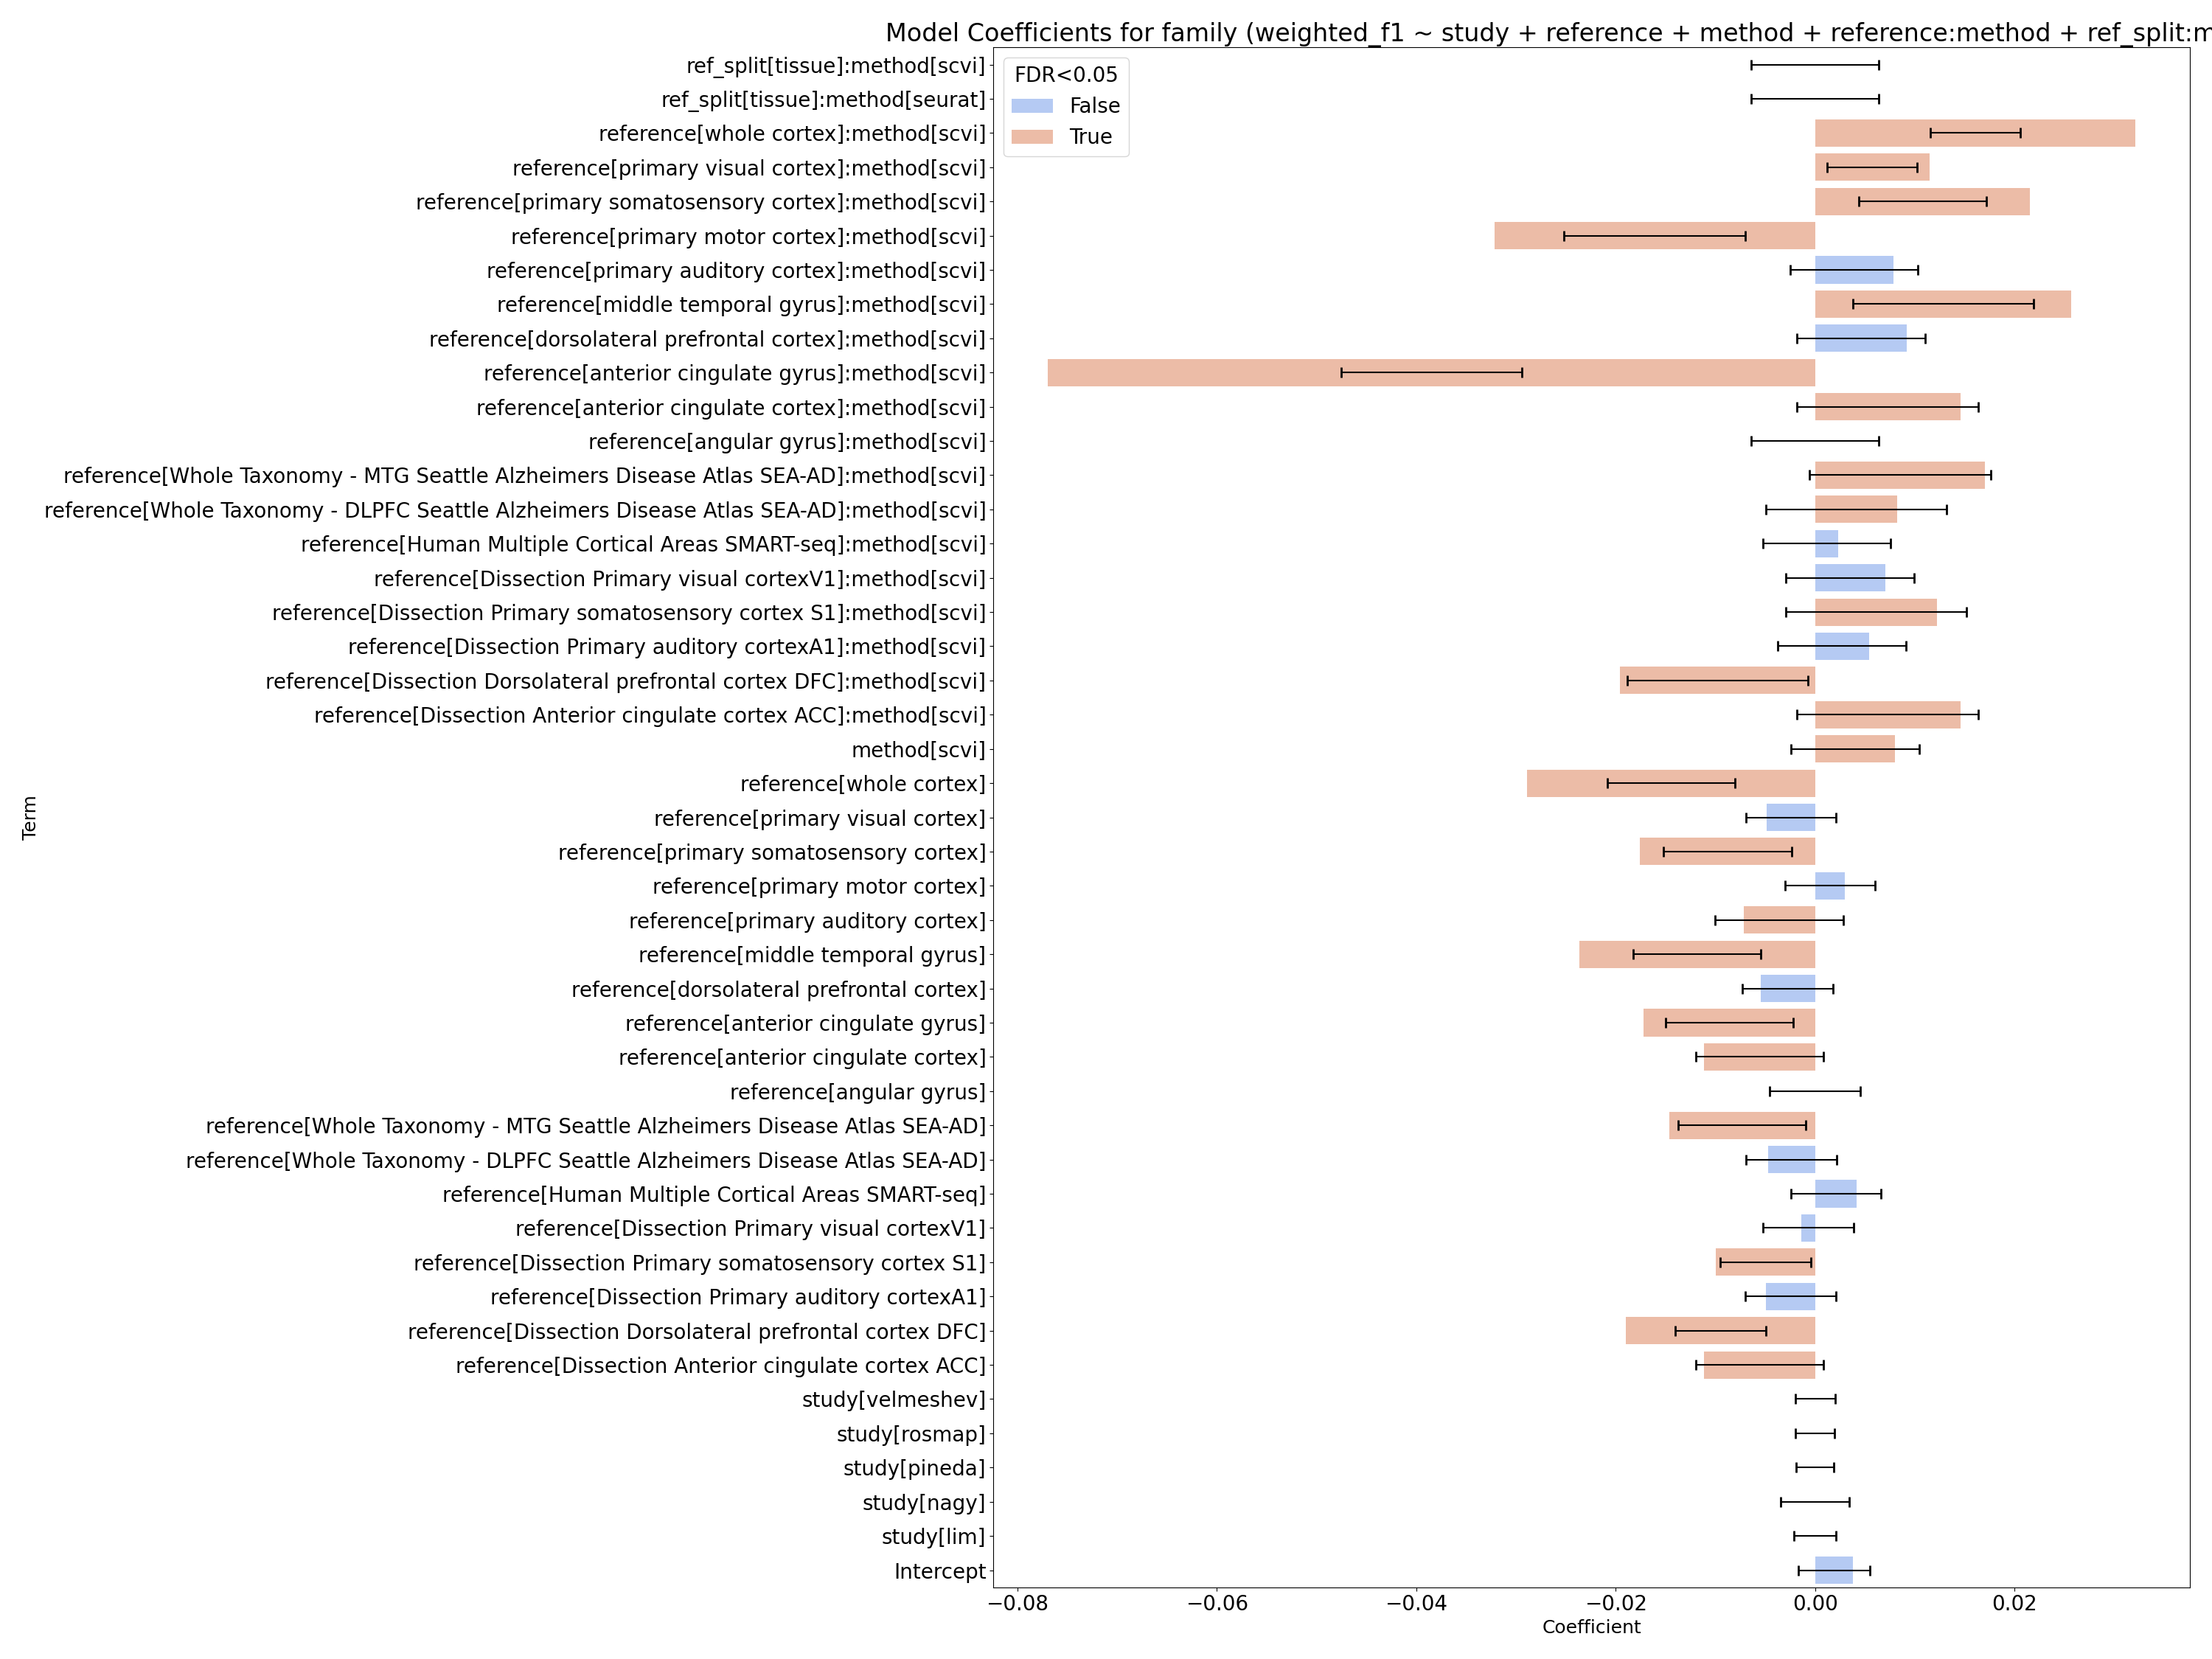 Model Coefficients for family (weighted_f1 ~ study + reference + method + reference:method + ref_split:m
FDR<0.05
False
True
ref_split[tissue]:method[scvi]
ref_split[tissue]:method[seurat]
reference[whole cortex]:method[scvi]
reference[primary visual cortex]:method[scvi]
reference[primary somatosensory cortex]:method[scvi]
reference[primary motor cortex]:method[scvi]
reference[primary auditory cortex]:method[scvi]
reference[middle temporal gyrus]:method[scvi]
reference[dorsolateral prefrontal cortex]:method[scvi]
reference[anterior cingulate gyrus]:method[scvi]
reference[anterior cingulate cortex]:method[scvi]
reference[angular gyrus]:method[scvi]
reference[Whole Taxonomy - MTG Seattle Alzheimers Disease Atlas SEA-AD]:method[scvi]
reference[Whole Taxonomy - DLPFC Seattle Alzheimers Disease Atlas SEA-AD]:method[scvi]
reference[Human Multiple Cortical Areas SMART-seq]:method[scvi]
reference[Dissection Primary visual cortexV1]:method[scvi]
reference[Dissection Primary somatosensory cortex S1]:method[scvi]
reference[Dissection Primary auditory cortexA1]:method[scvi]
reference[Dissection Dorsolateral prefrontal cortex DFC]:method[scvi]
reference[Dissection Anterior cingulate cortex ACC]:method[scvi]
method[scvi]
reference[whole cortex]
reference[primary visual cortex]
reference[primary somatosensory cortex]
reference[primary motor cortex]
reference[primary auditory cortex]
reference[middle temporal gyrus]
reference[dorsolateral prefrontal cortex]
reference[anterior cingulate gyrus]
reference[anterior cingulate cortex]
reference[angular gyrus]
reference[Whole Taxonomy - MTG Seattle Alzheimers Disease Atlas SEA-AD]
reference[Whole Taxonomy - DLPFC Seattle Alzheimers Disease Atlas SEA-AD]
reference[Human Multiple Cortical Areas SMART-seq]
reference[Dissection Primary visual cortexV1]
reference[Dissection Primary somatosensory cortex S1]
reference[Dissection Primary auditory cortexA1]
reference[Dissection Dorsolateral prefrontal cortex DFC]
reference[Dissection Anterior cingulate cortex ACC]
study[velmeshev]
study[rosmap]
study[pineda]
study[nagy]
study[lim]
Intercept
Term
−0.08 −0.06 −0.04 −0.02 0.00 0.02
Coefficient